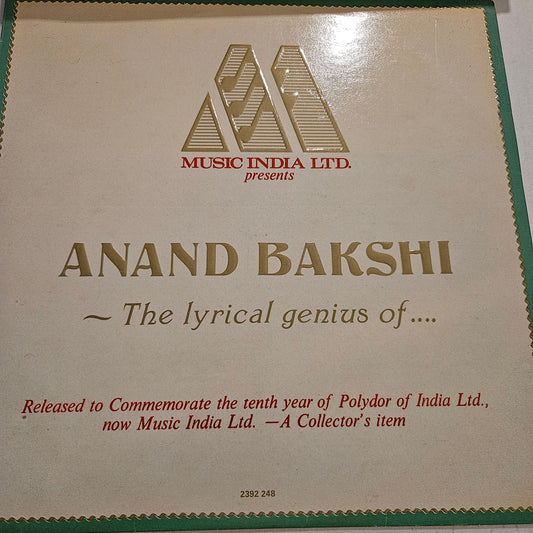 MUSIC INDIA LTD.
presents
ANAND BAKSHI
~ The lyrical genius of....
Released to Commemorate the tenth year of Polydor of India Ltd.,
now Music India Ltd. —A Collector's item
2392 248